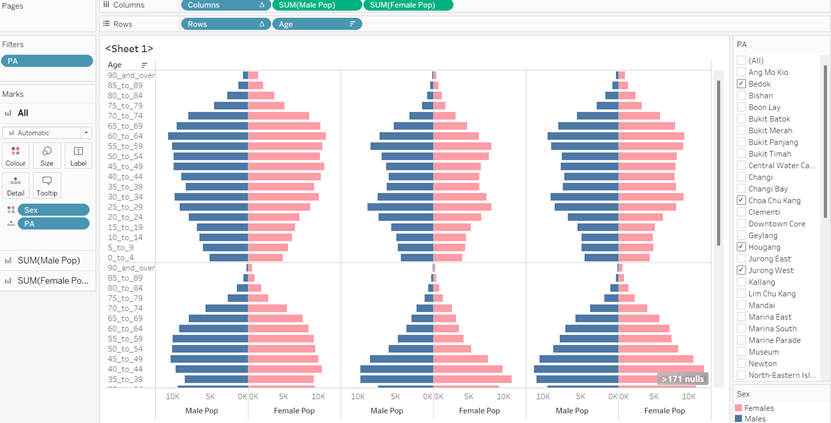 Pages
Columns
Columns
SUM(Male Pop)
SUM(Female Pop)
Rows
Rows
Age
Filters
PA
Marks
All
Automatic
Colour
Size
Label
Detail
Tooltip
Sex
PA
SUM(Male Pop)
SUM(Female Po...
<Sheet 1>
Age
90_and_over
85_to_89
80_to_84
75_to_79
70_to_74
65_to_69
60_to_64
55_to_59
50_to_54
45_to_49
40_to_44
35_to_39
30_to_34
25_to_29
20_to_24
15_to_19
10_to_14
5_to_9
0_to_4
90_and_over
85_to_89
80_to_84
75_to_79
70_to_74
65_to_69
60_to_64
55_to_59
50_to_54
45_to_49
40_to_44
35_to_39
>171 nulls
10K 5K 0K 0K 5K 10K 10K 5K 0K 0K 5K 10K 10K 5K 0K 0K 5K 10K
Male Pop Female Pop Male Pop Female Pop Male Pop Female Pop
PA
(All)
Ang Mo Kio
Bedok
Bishan
Boon Lay
Bukit Batok
Bukit Merah
Bukit Panjang
Bukit Timah
Central Water Ca...
Changi
Changi Bay
Choa Chu Kang
Clementi
Downtown Core
Geylang
Hougang
Jurong East
Jurong West
Kallang
Lim Chu Kang
Mandai
Marina East
Marina South
Marine Parade
Museum
Newton
North-Eastern Isl...
Sex
Females
Males